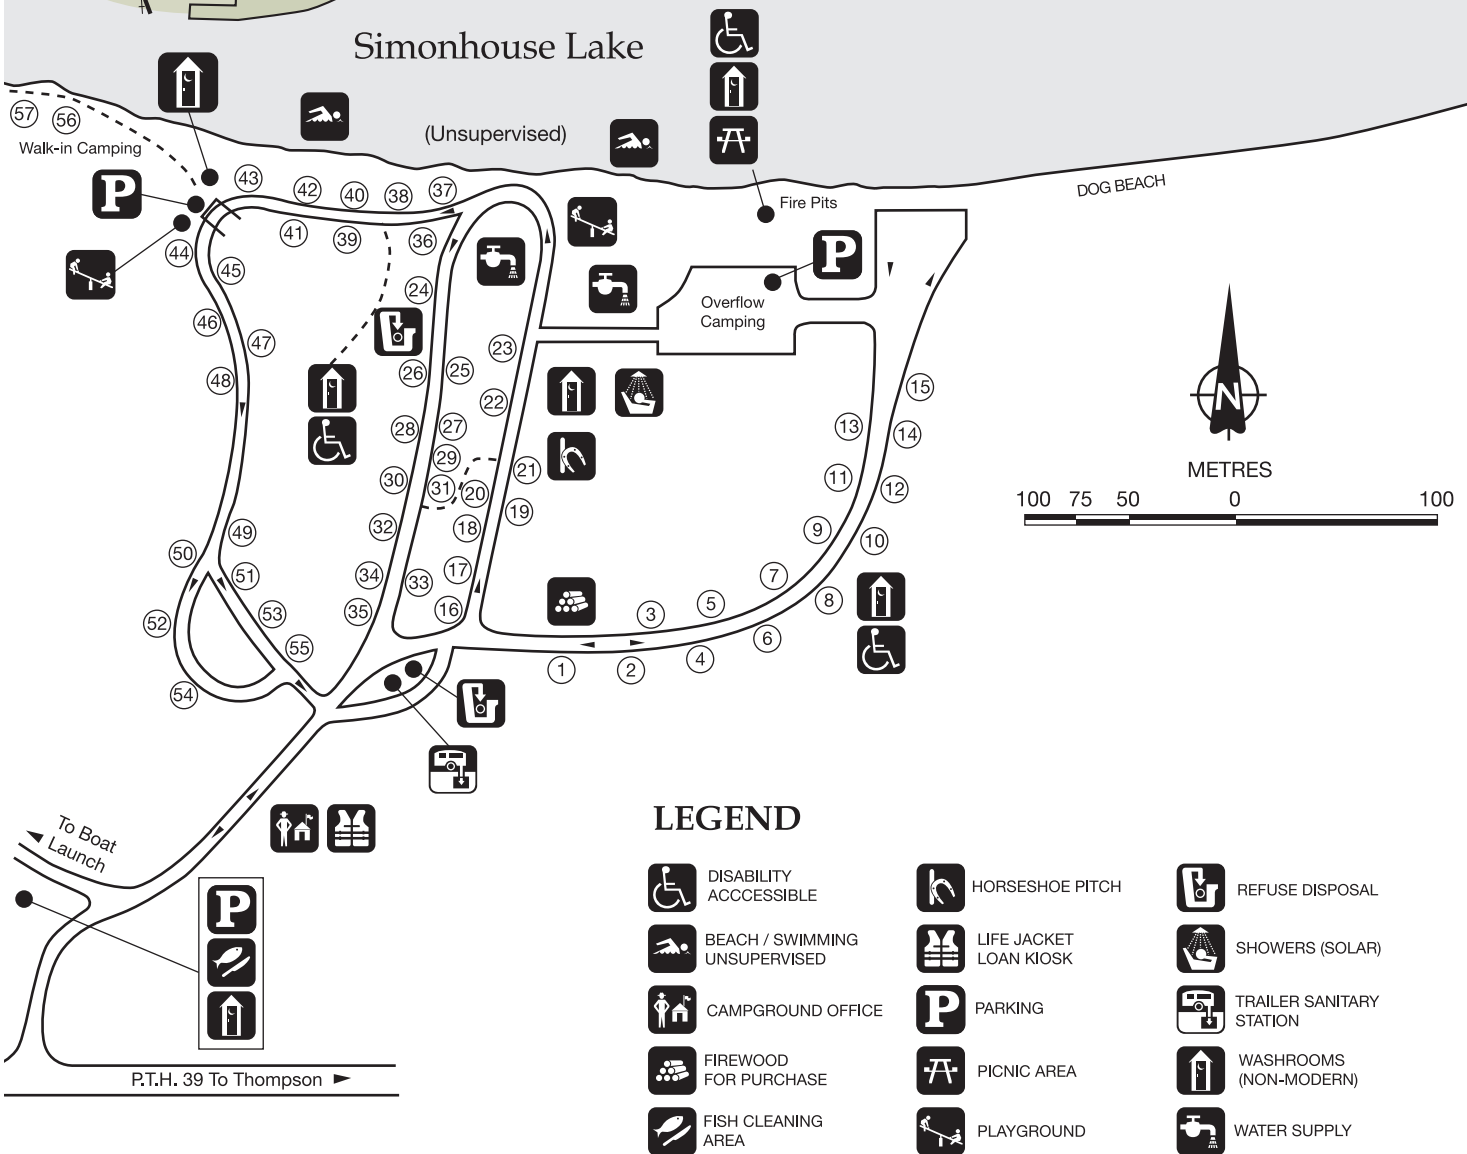 Simonhouse Lake
(Unsupervised)
57
56
Walk-in Camping
P
43
42
40
38
37
41
39
36
44
45
46
47
48
24
26
25
23
22
28
27
29
30
31
20
21
19
18
32
34
33
17
16
35
49
50
51
52
53
55
54
Fire Pits
DOG BEACH
P
Overflow
Camping
15
13
14
11
12
9
10
7
8
5
3
6
4
2
1
N
METRES
100 75 50 0 100
To Boat
Launch
P
P.T.H. 39 To Thompson
LEGEND
DISABILITY
ACCCESSIBLE
BEACH / SWIMMING
UNSUPERVISED
CAMPGROUND OFFICE
FIREWOOD
FOR PURCHASE
FISH CLEANING
AREA
HORSESHOE PITCH
LIFE JACKET
LOAN KIOSK
P PARKING
PICNIC AREA
PLAYGROUND
REFUSE DISPOSAL
SHOWERS (SOLAR)
TRAILER SANITARY
STATION
WASHROOMS
(NON-MODERN)
WATER SUPPLY